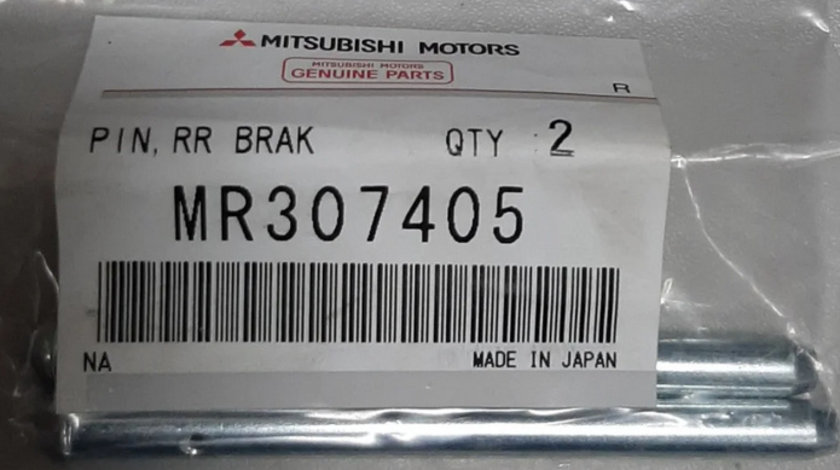 MITSUBISHI MOTORS
MITSUBISHI MOTORS
GENUINE PARTS
R
PIN, RR BRAK QTY : 2
MR307405
NA MADE IN JAPAN